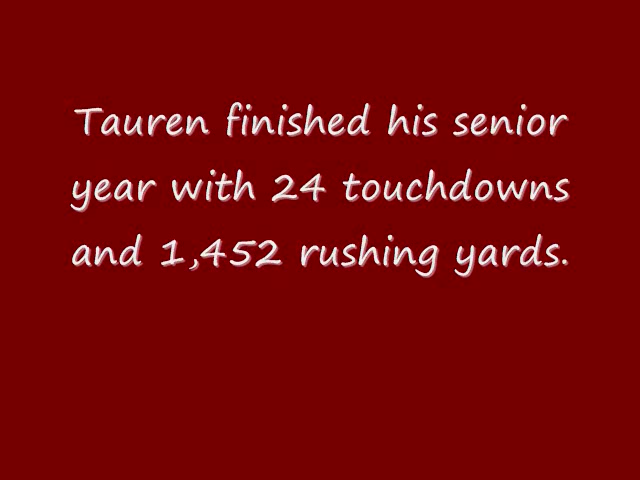 Tauren finished his senior
year with 24 touchdowns
and 1,452 rushing yards.